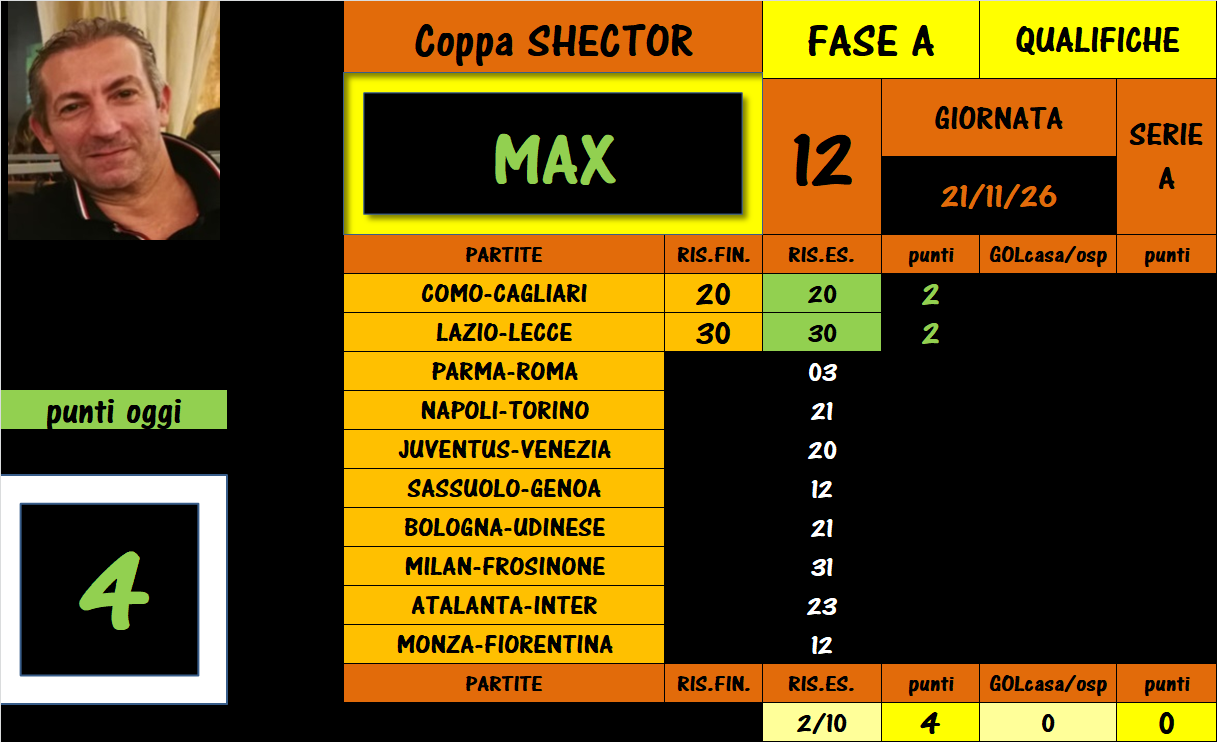 Coppa SHECTOR FASE A QUALIFICHE
MAX 12 GIORNATA SERIE A
21/11/26
PARTITE RIS.FIN. RIS.ES. punti GOLcasa/osp punti
COMO-CAGLIARI 20 20 2
LAZIO-LECCE 30 30 2
PARMA-ROMA 03
NAPOLI-TORINO 21
JUVENTUS-VENEZIA 20
SASSUOLO-GENOA 12
BOLOGNA-UDINESE 21
MILAN-FROSINONE 31
ATALANTA-INTER 23
MONZA-FIORENTINA 12
PARTITE RIS.FIN. RIS.ES. punti GOLcasa/osp punti
2/10 4 0 0
punti oggi
4